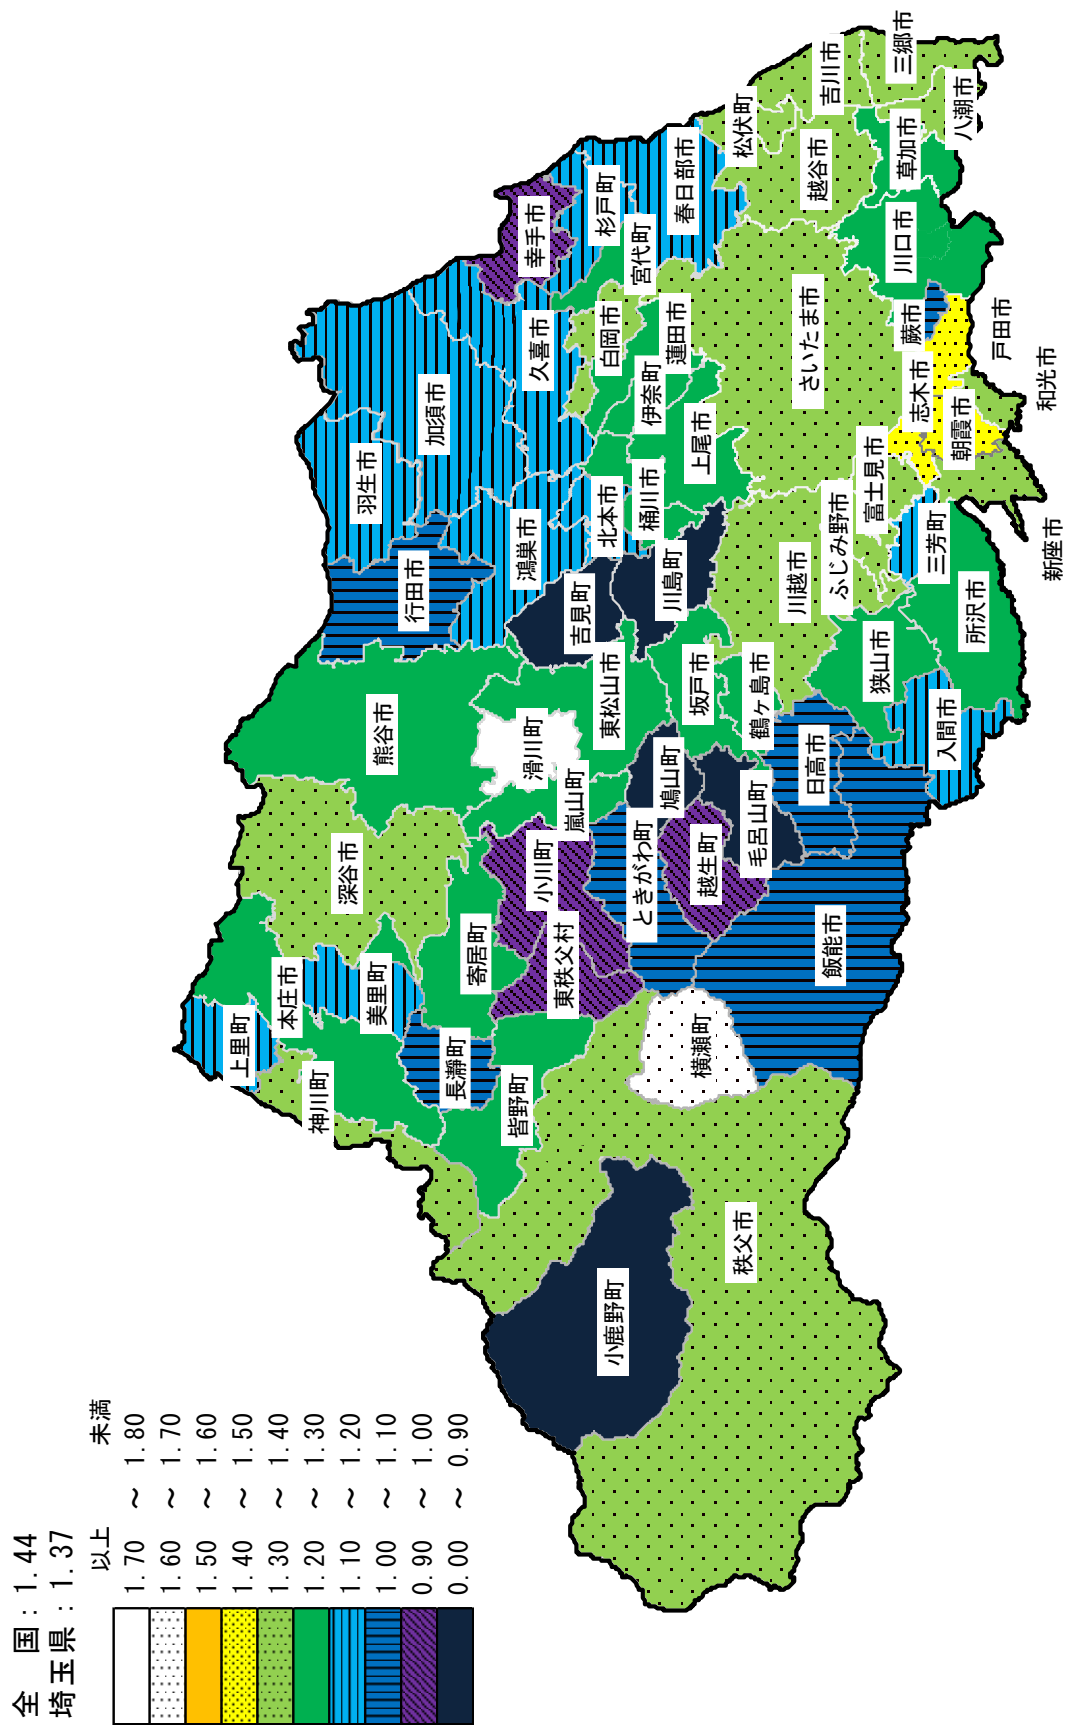 全　国：1.44
埼玉県：1.37
以上　未満
1.70 ～ 1.80
1.60 ～ 1.70
1.50 ～ 1.60
1.40 ～ 1.50
1.30 ～ 1.40
1.20 ～ 1.30
1.10 ～ 1.20
1.00 ～ 1.10
0.90 ～ 1.00
0.00 ～ 0.90
上里町
本庄市
神川町
美里町
深谷市
熊谷市
長瀞町
寄居町
皆野町
小川町
東秩父村
嵐山町
滑川町
東松山市
行田市
羽生市
加須市
鴻巣市
久喜市
幸手市
杉戸町
宮代町
春日部市
白岡市
蓮田市
伊奈町
上尾市
桶川市
北本市
吉見町
川島町
坂戸市
鶴ヶ島市
鳩山町
ときがわ町
越生町
毛呂山町
日高市
飯能市
横瀬町
小鹿野町
秩父市
川越市
狭山市
入間市
所沢市
三芳町
ふじみ野市
富士見市
さいたま市
志木市
朝霞市
新座市
和光市
戸田市
蕨市
川口市
草加市
越谷市
松伏町
吉川市
三郷市
八潮市